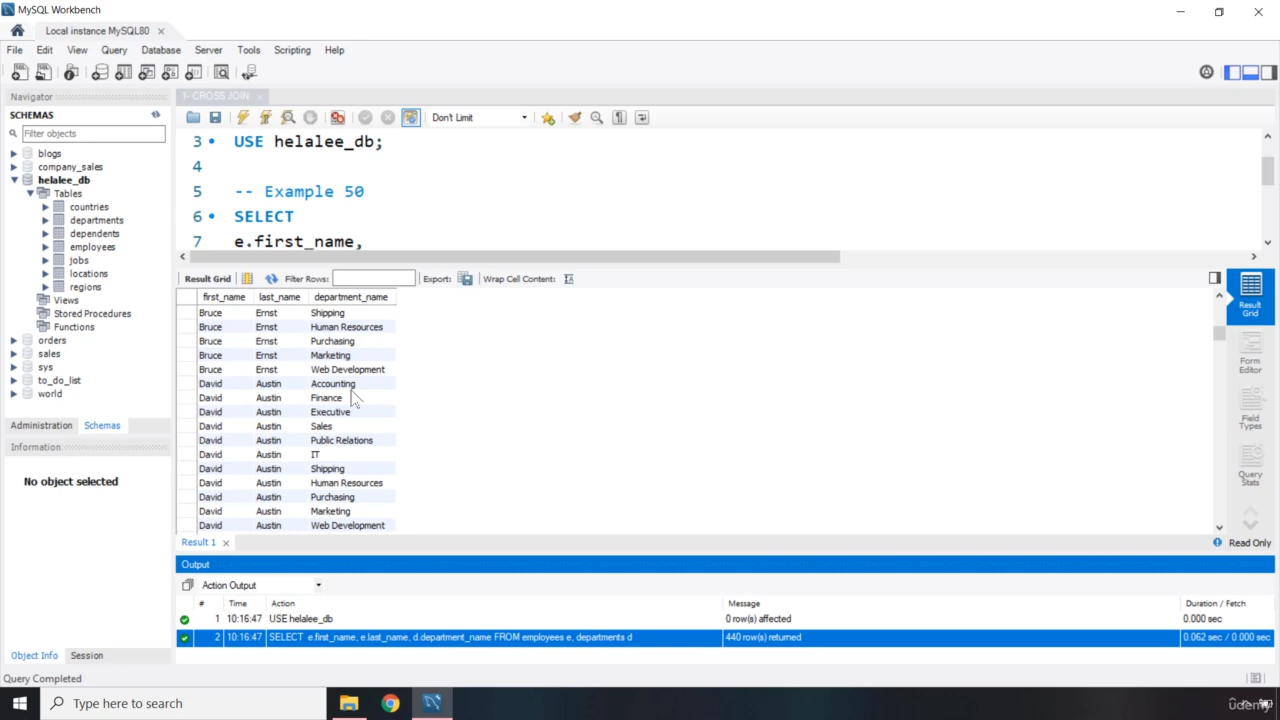 MySQL Workbench
Local instance MySQL80
File Edit View Query Database Server Tools Scripting Help
Navigator
SCHEMAS
Filter objects
blogs
company_sales
helalee_db
Tables
countries
departments
dependents
employees
jobs
locations
regions
Views
Stored Procedures
Functions
orders
sales
sys
to_do_list
world
Administration Schemas
Information
No object selected
Object Info Session
1- CROSS JOIN
Don't Limit
3 USE helalee_db;
4
5 -- Example 50
6 SELECT
7 e.first_name,
Result Grid Filter Rows: Export: Wrap Cell Content:
first_name last_name department_name
Bruce Ernst Shipping
Bruce Ernst Human Resources
Bruce Ernst Purchasing
Bruce Ernst Marketing
Bruce Ernst Web Development
David Austin Accounting
David Austin Finance
David Austin Executive
David Austin Sales
David Austin Public Relations
David Austin IT
David Austin Shipping
David Austin Human Resources
David Austin Purchasing
David Austin Marketing
David Austin Web Development
Result Grid
Form Editor
Field Types
Query Stats
Result 1
Read Only
Output
Action Output
# Time Action Message Duration / Fetch
1 10:16:47 USE helalee_db 0 row(s) affected 0.000 sec
2 10:16:47 SELECT e.first_name, e.last_name, d.department_name FROM employees e, departments d 440 row(s) returned 0.062 sec / 0.000 sec
Query Completed
Type here to search
udemy